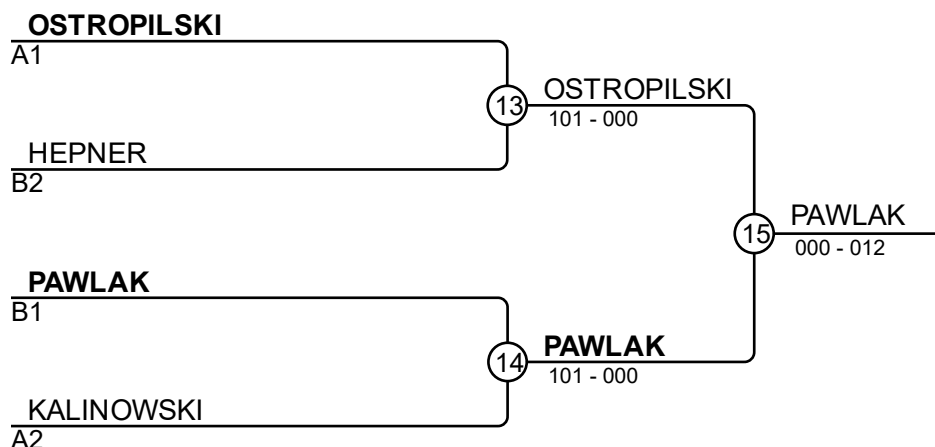 OSTROPILSKI
A1
13
OSTROPILSKI
101 - 000
HEPNER
B2
15
PAWLAK
000 - 012
PAWLAK
B1
14
PAWLAK
101 - 000
KALINOWSKI
A2